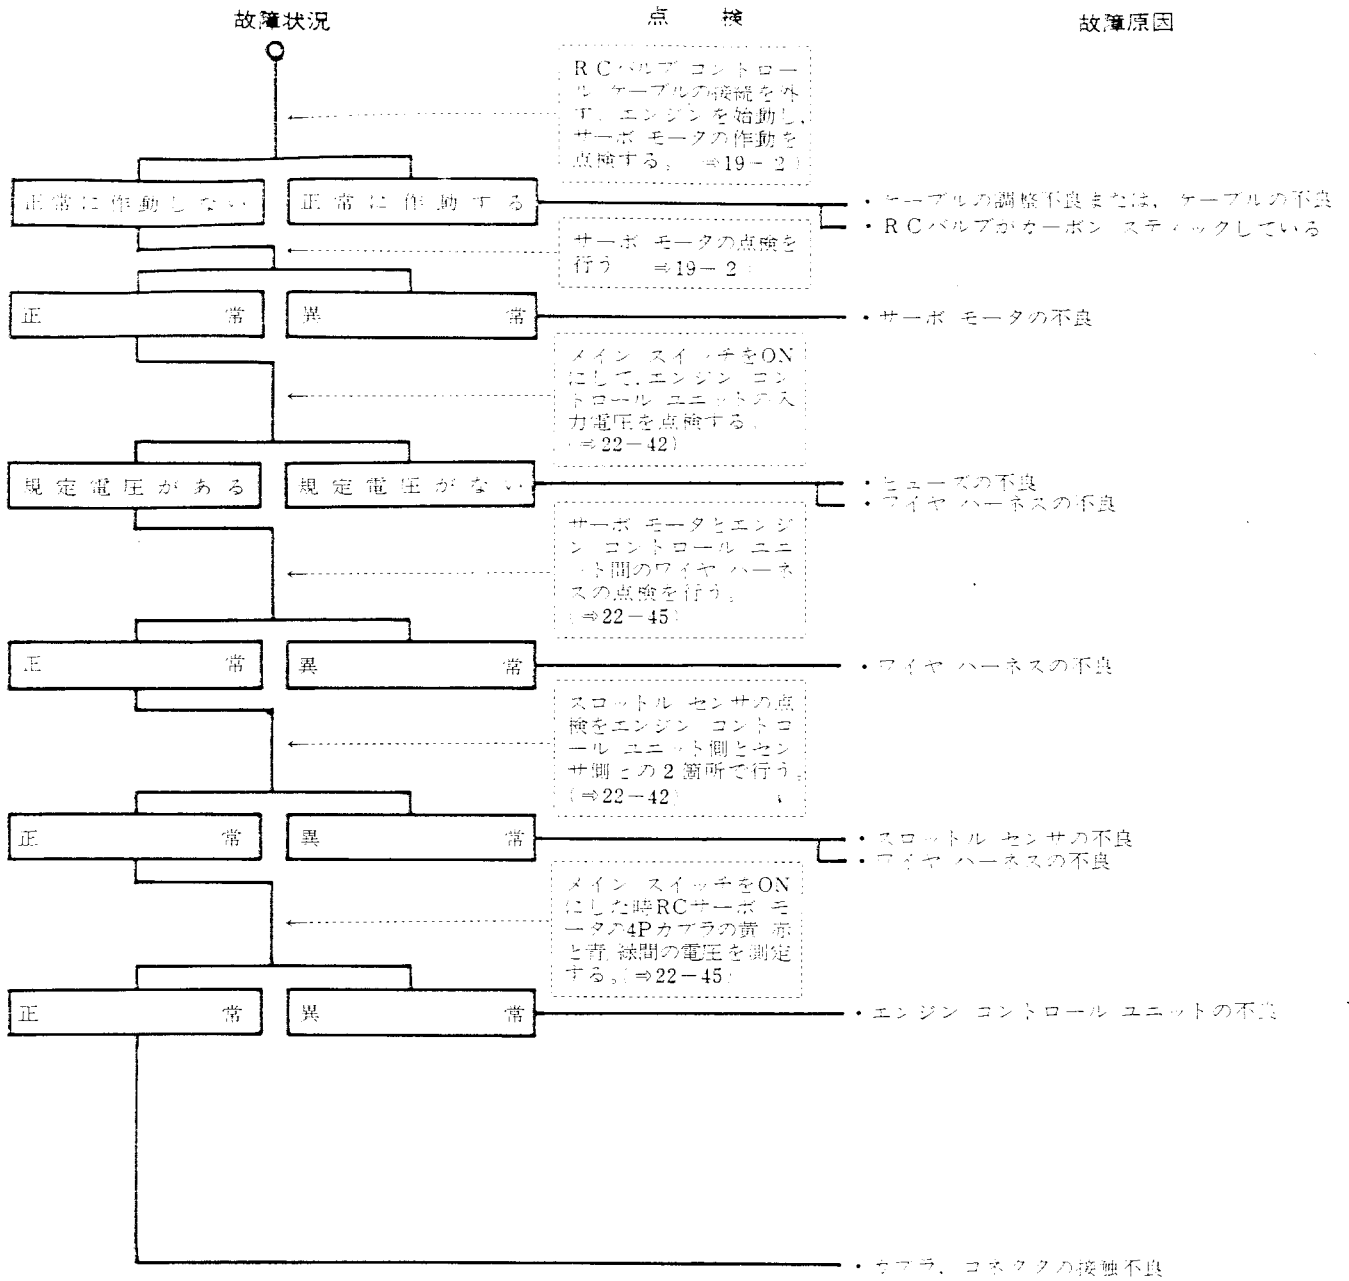 故障状況
点　検
故障原因
RCバルブ コントロー
ル ケーブルの接続を外
す。エンジンを始動し、
サーボ モータの作動を
点検する。 ⇒19－2)
正常に作動しない
正常に作動する
・ケーブルの調整不良または、ケーブルの不良
・RCバルブがカーボン スティックしている
サーボ モータの点検を
行う ⇒19－2)
正　常
異　常
・サーボ モータの不良
メイン スイッチをON
にして、エンジン コン
トロール ユニットの入
力電圧を点検する。
(⇒22－42)
規定電圧がある
規定電圧がない
・ヒューズの不良
・ワイヤ ハーネスの不良
サーボ モータとエンジ
ン コントロール ユニ
ット間のワイヤ ハーネ
スの点検を行う。
(⇒22－45)
正　常
異　常
・ワイヤ ハーネスの不良
スロットル センサの点
検をエンジン コントロ
ール ユニット側とセン
サ側との2箇所で行う。
(⇒22－42)
正　常
異　常
・スロットル センサの不良
・ワイヤ ハーネスの不良
メイン スイッチをON
にした時RCサーボ モ
ータの4Pカプラの黄 赤
と青 緑間の電圧を測定
する。(⇒22－45)
正　常
異　常
・エンジン コントロール ユニットの不良
・カプラ、コネクタの接触不良